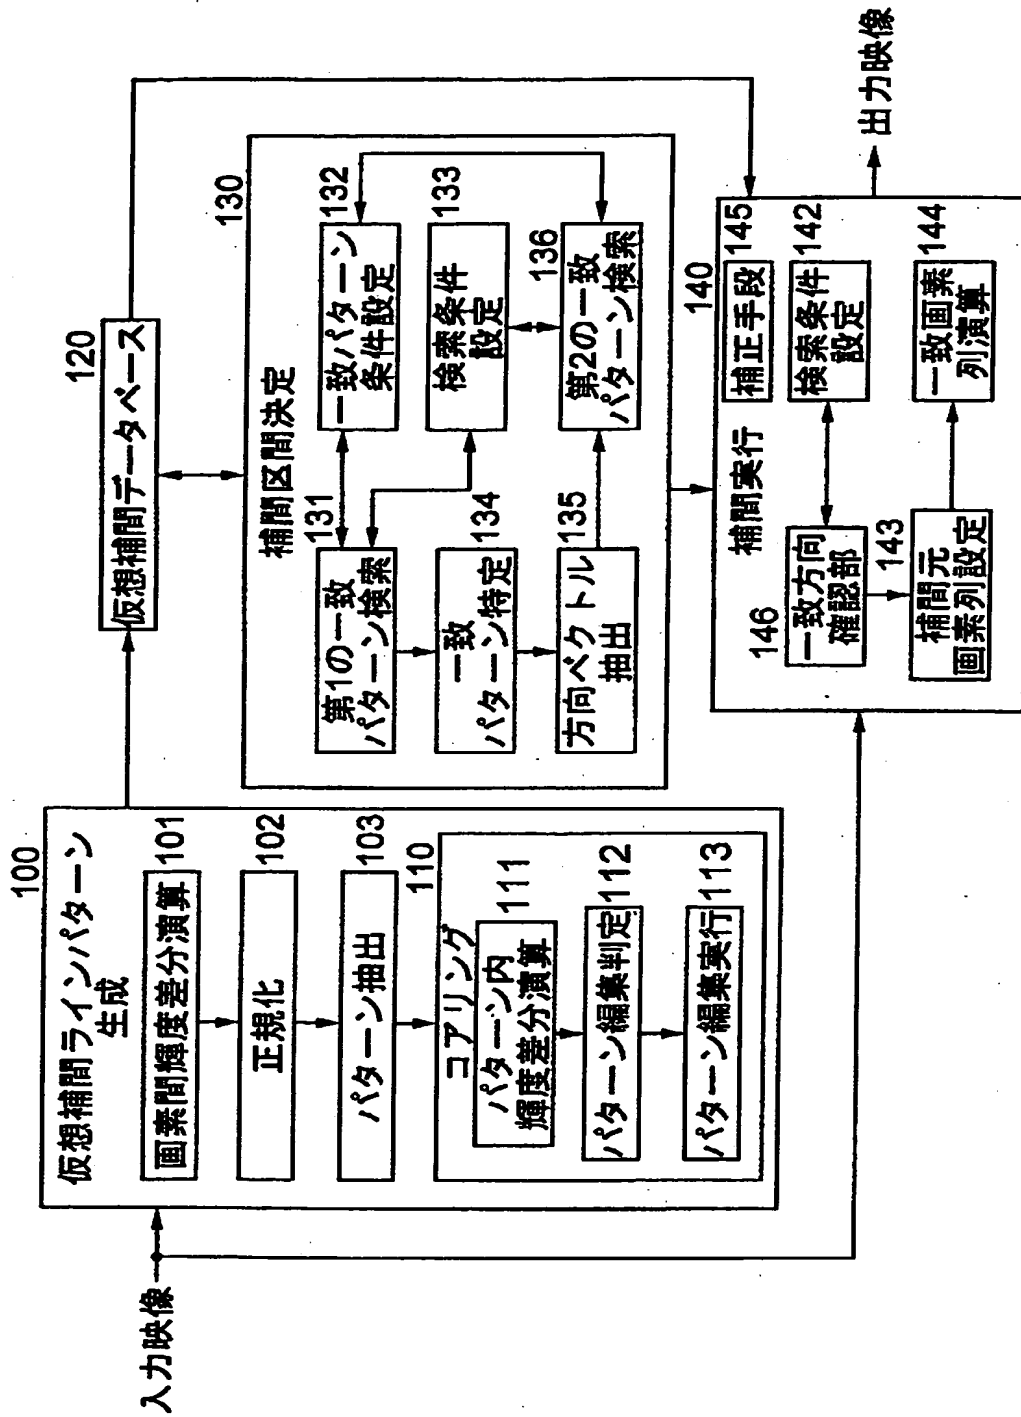 入力映像
100
仮想補間ラインパターン
生成
画素間輝度差分演算
101
正規化
102
パターン抽出
103
110
コアリング
パターン内
輝度差分演算
111
パターン編集判定
112
パターン編集実行
113
仮想補間データベース
120
130
補間区間決定
131
第1の一致
パターン検索
一致パターン
条件設定
132
検索条件
設定
133
一致
パターン特定
134
方向ベクトル
抽出
135
136
第2の一致
パターン検索
140
補間実行
補正手段
145
検索条件
設定
142
146
一致方向
確認部
143
補間元
画素列設定
一致画素
列演算
144
出力映像